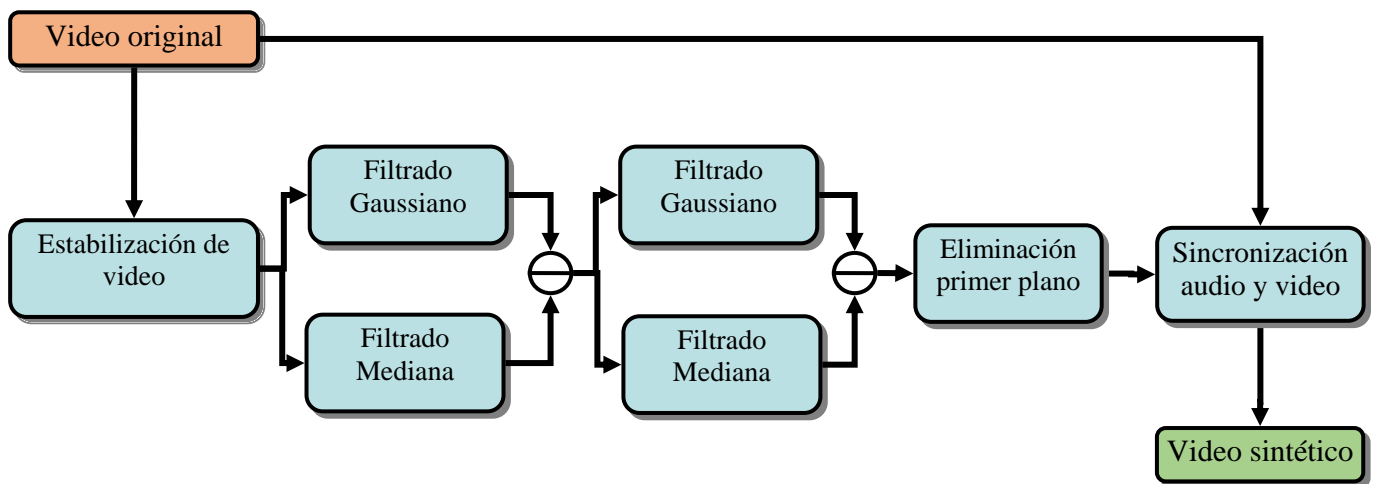 Video original
Estabilización de
video
Filtrado
Gaussiano
Filtrado
Mediana
Filtrado
Gaussiano
Filtrado
Mediana
Eliminación
primer plano
Sincronización
audio y video
Video sintético